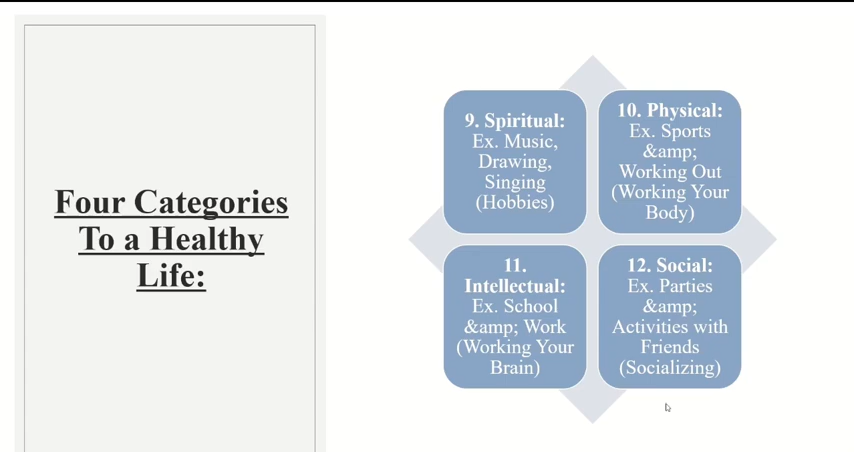 Four Categories
To a Healthy
Life:
9. Spiritual:
Ex. Music,
Drawing,
Singing
(Hobbies)
10. Physical:
Ex. Sports
&amp;
Working Out
(Working Your
Body)
11.
Intellectual:
Ex. School
&amp; Work
(Working Your
Brain)
12. Social:
Ex. Parties
&amp;
Activities with
Friends
(Socializing)